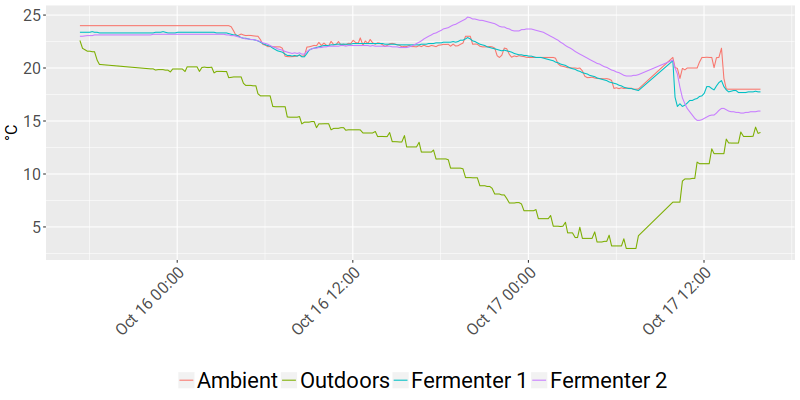 25
20
15
10
5
°C
Oct 16 00:00
Oct 16 12:00
Oct 17 00:00
Oct 17 12:00
Ambient Outdoors Fermenter 1 Fermenter 2